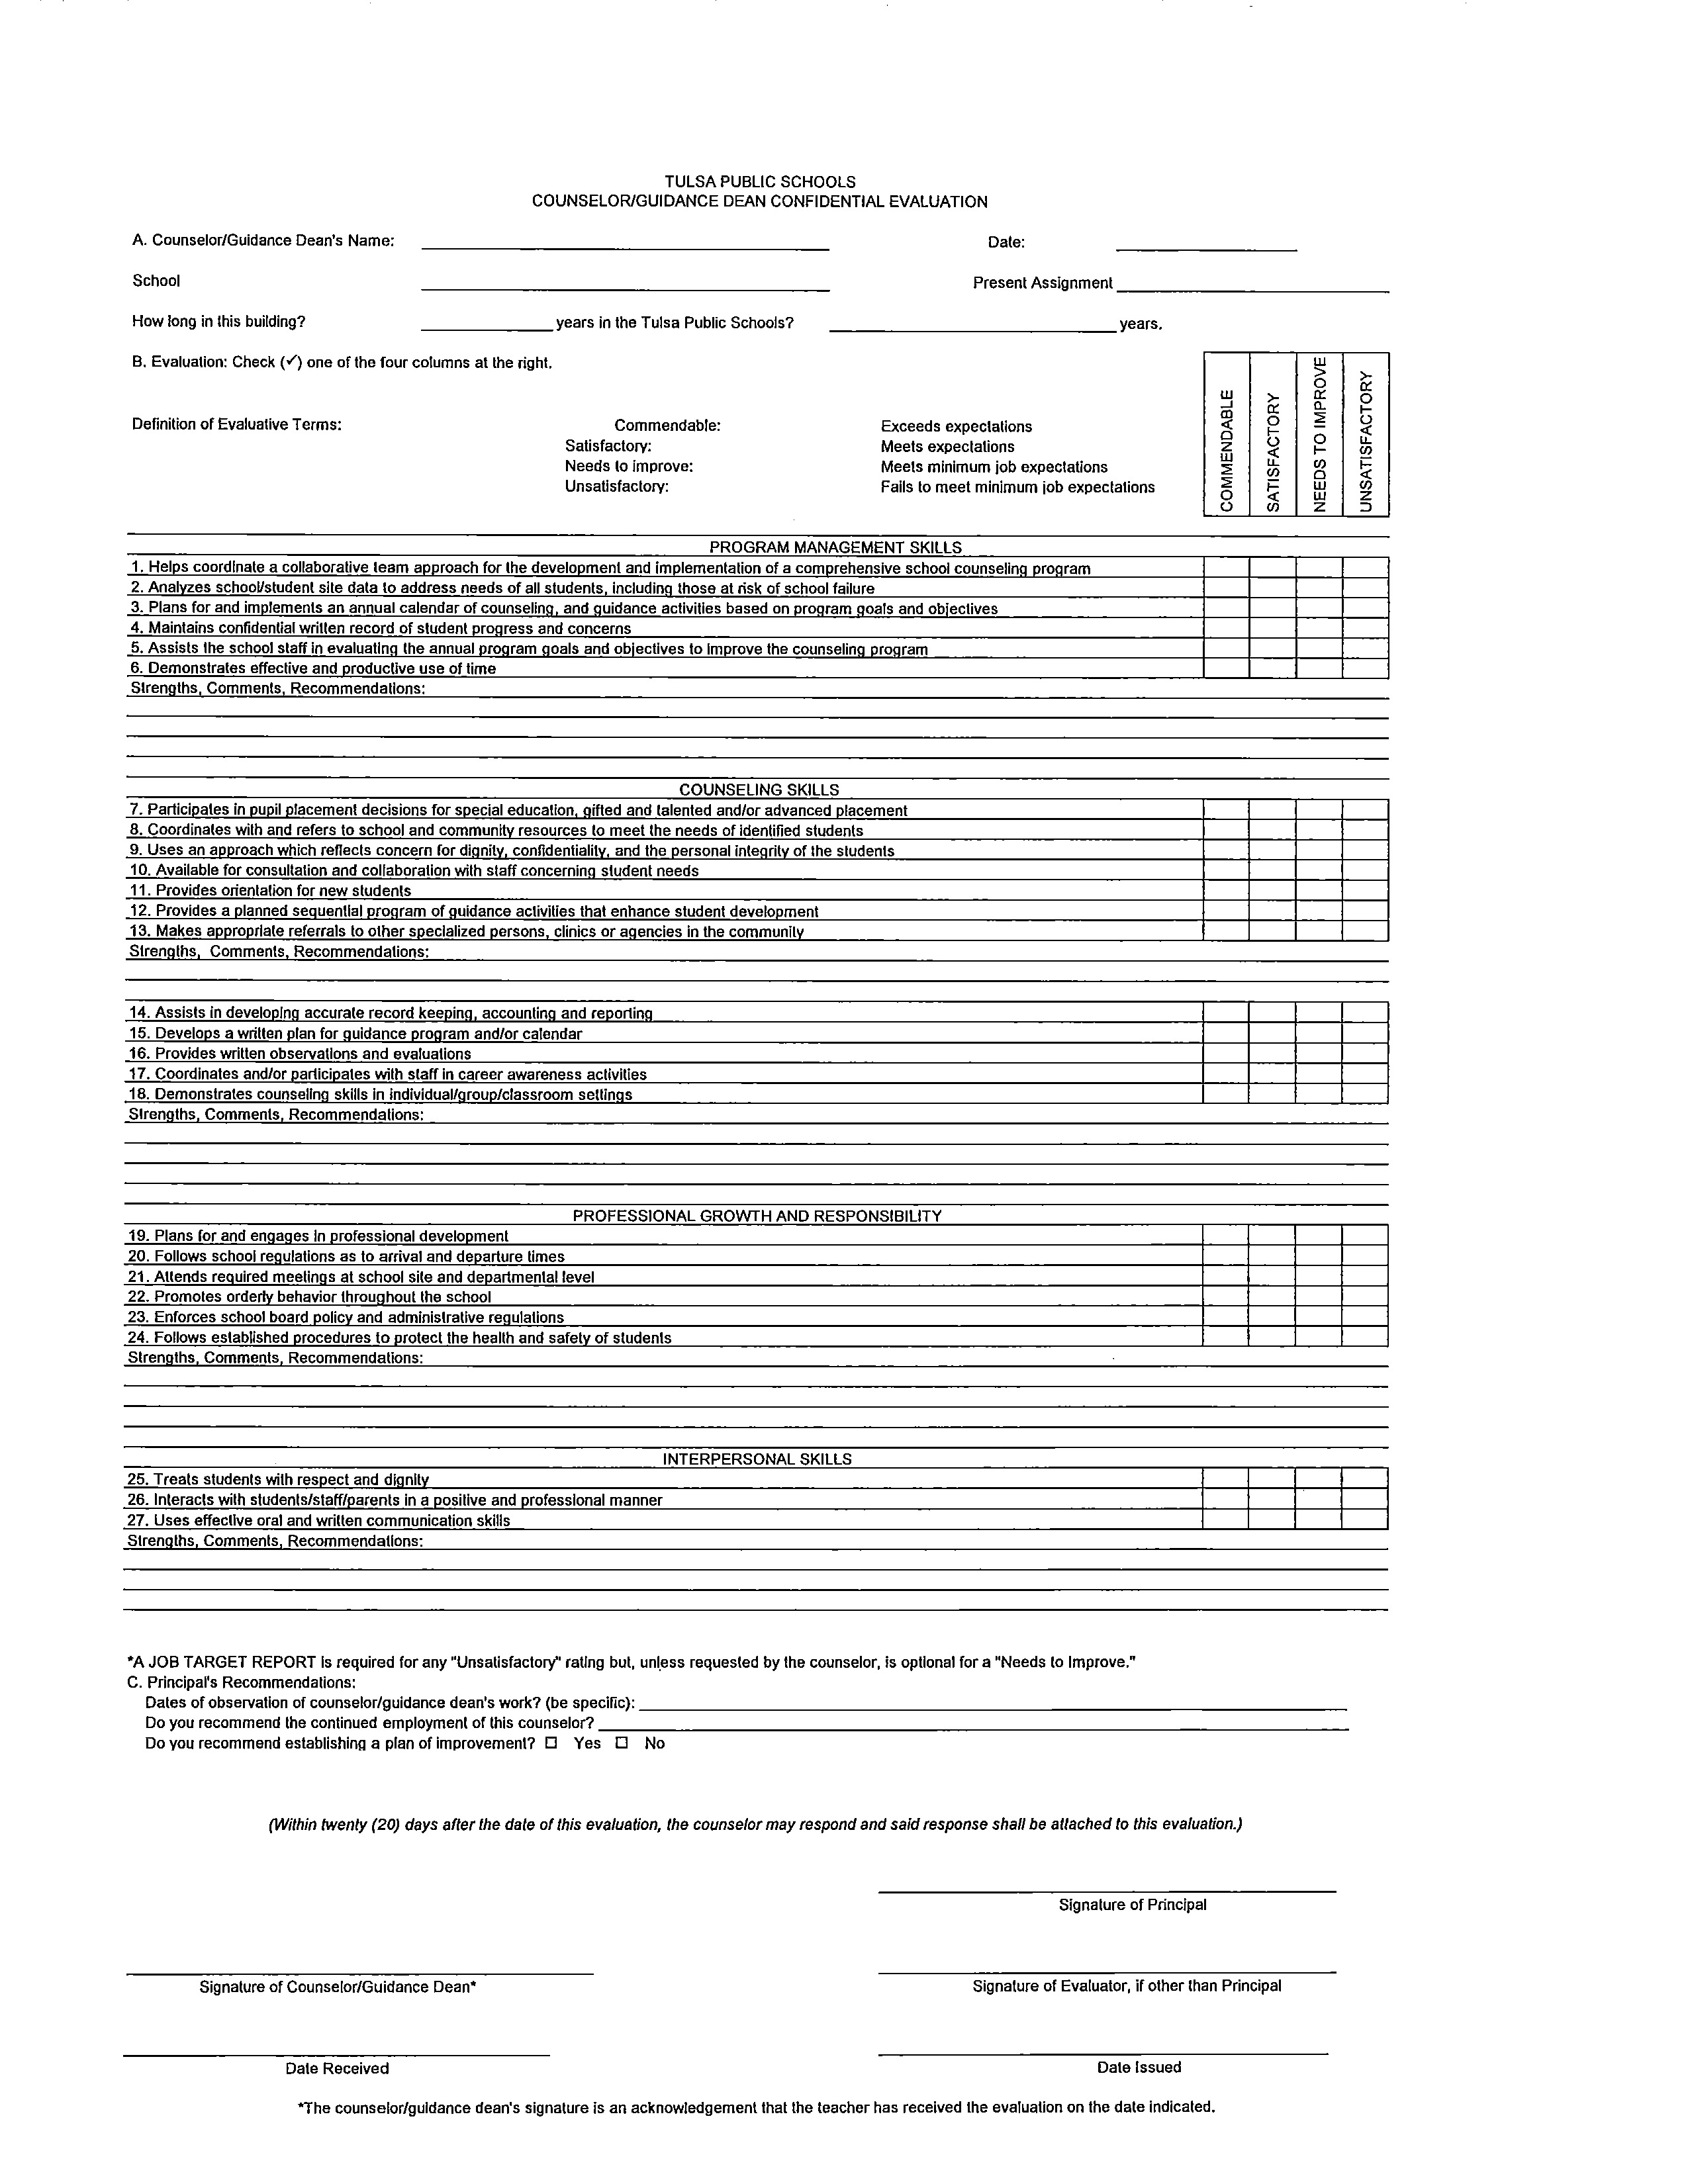 TULSA PUBLIC SCHOOLS
COUNSELOR/GUIDANCE DEAN CONFIDENTIAL EVALUATION
A. Counselor/Guidance Dean's Name: Date:
School Present Assignment
How long in this building? years in the Tulsa Public Schools? years.
B. Evaluation: Check (✓) one of the four columns at the right.
COMMENDABLE
SATISFACTORY
NEEDS TO IMPROVE
UNSATISFACTORY
Definition of Evaluative Terms: Commendable: Exceeds expectations
Satisfactory: Meets expectations
Needs to improve: Meets minimum job expectations
Unsatisfactory: Fails to meet minimum job expectations
PROGRAM MANAGEMENT SKILLS
1. Helps coordinate a collaborative team approach for the development and implementation of a comprehensive school counseling program
2. Analyzes school/student site data to address needs of all students, including those at risk of school failure
3. Plans for and implements an annual calendar of counseling, and guidance activities based on program goals and objectives
4. Maintains confidential written record of student progress and concerns
5. Assists the school staff in evaluating the annual program goals and objectives to improve the counseling program
6. Demonstrates effective and productive use of time
Strengths, Comments, Recommendations:
COUNSELING SKILLS
7. Participates in pupil placement decisions for special education, gifted and talented and/or advanced placement
8. Coordinates with and refers to school and community resources to meet the needs of identified students
9. Uses an approach which reflects concern for dignity, confidentiality, and the personal integrity of the students
10. Available for consultation and collaboration with staff concerning student needs
11. Provides orientation for new students
12. Provides a planned sequential program of guidance activities that enhance student development
13. Makes appropriate referrals to other specialized persons, clinics or agencies in the community
Strengths, Comments, Recommendations:
14. Assists in developing accurate record keeping, accounting and reporting
15. Develops a written plan for guidance program and/or calendar
16. Provides written observations and evaluations
17. Coordinates and/or participates with staff in career awareness activities
18. Demonstrates counseling skills in individual/group/classroom settings
Strengths, Comments, Recommendations:
PROFESSIONAL GROWTH AND RESPONSIBILITY
19. Plans for and engages in professional development
20. Follows school regulations as to arrival and departure times
21. Attends required meetings at school site and departmental level
22. Promotes orderly behavior throughout the school
23. Enforces school board policy and administrative regulations
24. Follows established procedures to protect the health and safety of students
Strengths, Comments, Recommendations:
INTERPERSONAL SKILLS
25. Treats students with respect and dignity
26. Interacts with students/staff/parents in a positive and professional manner
27. Uses effective oral and written communication skills
Strengths, Comments, Recommendations:
*A JOB TARGET REPORT is required for any "Unsatisfactory" rating but, unless requested by the counselor, is optional for a "Needs to Improve."
C. Principal's Recommendations:
Dates of observation of counselor/guidance dean's work? (be specific):
Do you recommend the continued employment of this counselor?
Do you recommend establishing a plan of improvement? ☐ Yes ☐ No
(Within twenty (20) days after the date of this evaluation, the counselor may respond and said response shall be attached to this evaluation.)
Signature of Principal
Signature of Counselor/Guidance Dean* Signature of Evaluator, if other than Principal
Date Received Date Issued
*The counselor/guidance dean's signature is an acknowledgement that the teacher has received the evaluation on the date indicated.